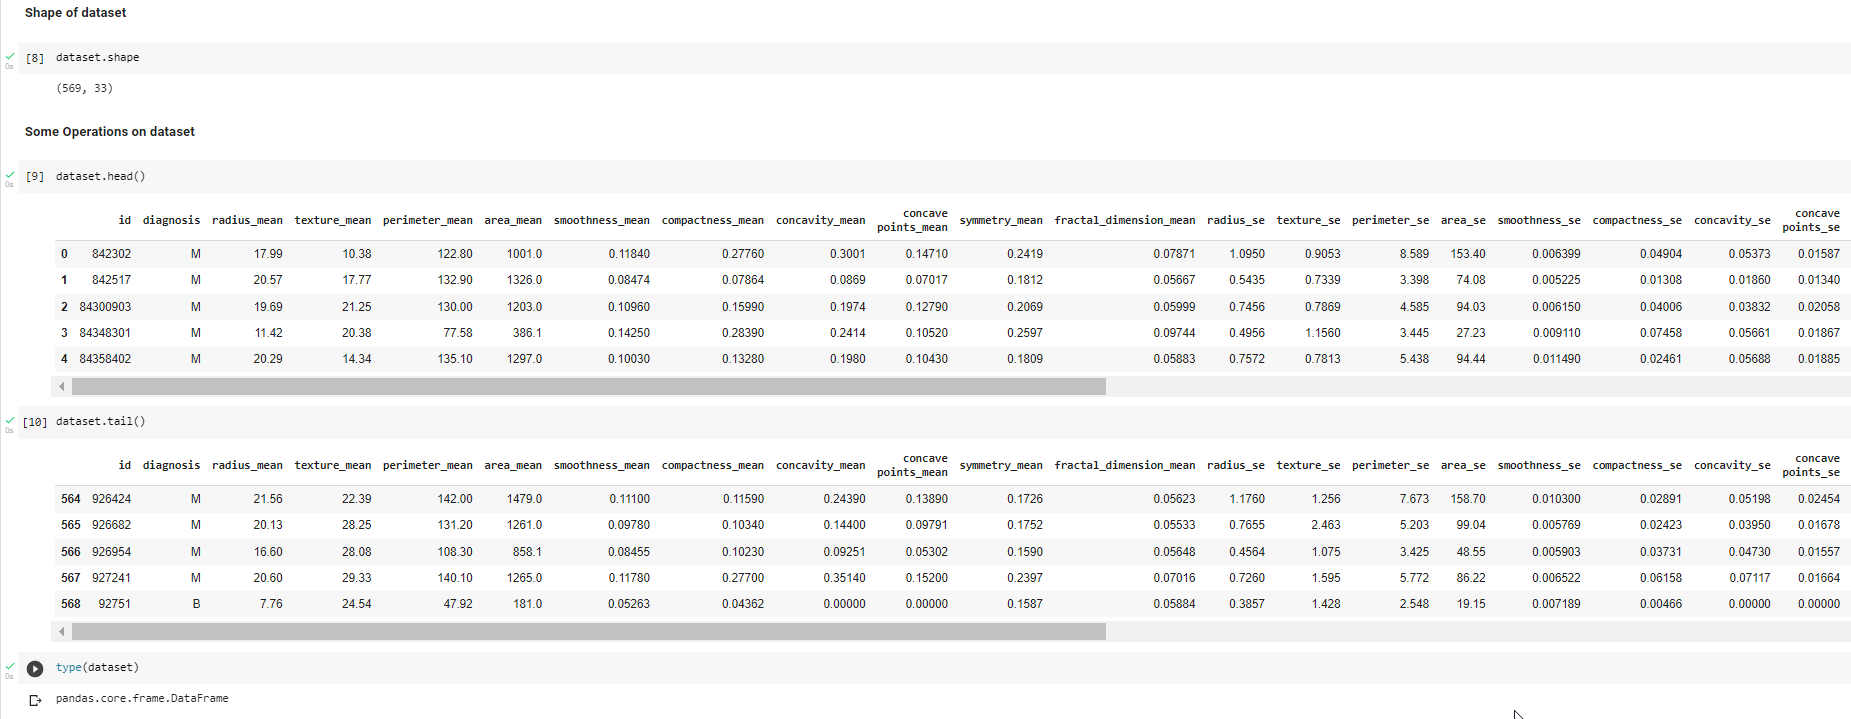 Shape of dataset
0s
[8] dataset.shape
(569, 33)
Some Operations on dataset
0s
[9] dataset.head()
id diagnosis radius_mean texture_mean perimeter_mean area_mean smoothness_mean compactness_mean concavity_mean concave points_mean symmetry_mean fractal_dimension_mean radius_se texture_se perimeter_se area_se smoothness_se compactness_se concavity_se concave points_se
0 842302 M 17.99 10.38 122.80 1001.0 0.11840 0.27760 0.3001 0.14710 0.2419 0.07871 1.0950 0.9053 8.589 153.40 0.006399 0.04904 0.05373 0.01587
1 842517 M 20.57 17.77 132.90 1326.0 0.08474 0.07864 0.0869 0.07017 0.1812 0.05667 0.5435 0.7339 3.398 74.08 0.005225 0.01308 0.01860 0.01340
2 84300903 M 19.69 21.25 130.00 1203.0 0.10960 0.15990 0.1974 0.12790 0.2069 0.05999 0.7456 0.7869 4.585 94.03 0.006150 0.04006 0.03832 0.02058
3 84348301 M 11.42 20.38 77.58 386.1 0.14250 0.28390 0.2414 0.10520 0.2597 0.09744 0.4956 1.1560 3.445 27.23 0.009110 0.07458 0.05661 0.01867
4 84358402 M 20.29 14.34 135.10 1297.0 0.10030 0.13280 0.1980 0.10430 0.1809 0.05883 0.7572 0.7813 5.438 94.44 0.011490 0.02461 0.05688 0.01885
0s
[10] dataset.tail()
id diagnosis radius_mean texture_mean perimeter_mean area_mean smoothness_mean compactness_mean concavity_mean concave points_mean symmetry_mean fractal_dimension_mean radius_se texture_se perimeter_se area_se smoothness_se compactness_se concavity_se concave points_se
564 926424 M 21.56 22.39 142.00 1479.0 0.11100 0.11590 0.24390 0.13890 0.1726 0.05623 1.1760 1.256 7.673 158.70 0.010300 0.02891 0.05198 0.02454
565 926682 M 20.13 28.25 131.20 1261.0 0.09780 0.10340 0.14400 0.09791 0.1752 0.05533 0.7655 2.463 5.203 99.04 0.005769 0.02423 0.03950 0.01678
566 926954 M 16.60 28.08 108.30 858.1 0.08455 0.10230 0.09251 0.05302 0.1590 0.05648 0.4564 1.075 3.425 48.55 0.005903 0.03731 0.04730 0.01557
567 927241 M 20.60 29.33 140.10 1265.0 0.11780 0.27700 0.35140 0.15200 0.2397 0.07016 0.7260 1.595 5.772 86.22 0.006522 0.06158 0.07117 0.01664
568 92751 B 7.76 24.54 47.92 181.0 0.05263 0.04362 0.00000 0.00000 0.1587 0.05884 0.3857 1.428 2.548 19.15 0.007189 0.00466 0.00000 0.00000
0s
type(dataset)
pandas.core.frame.DataFrame